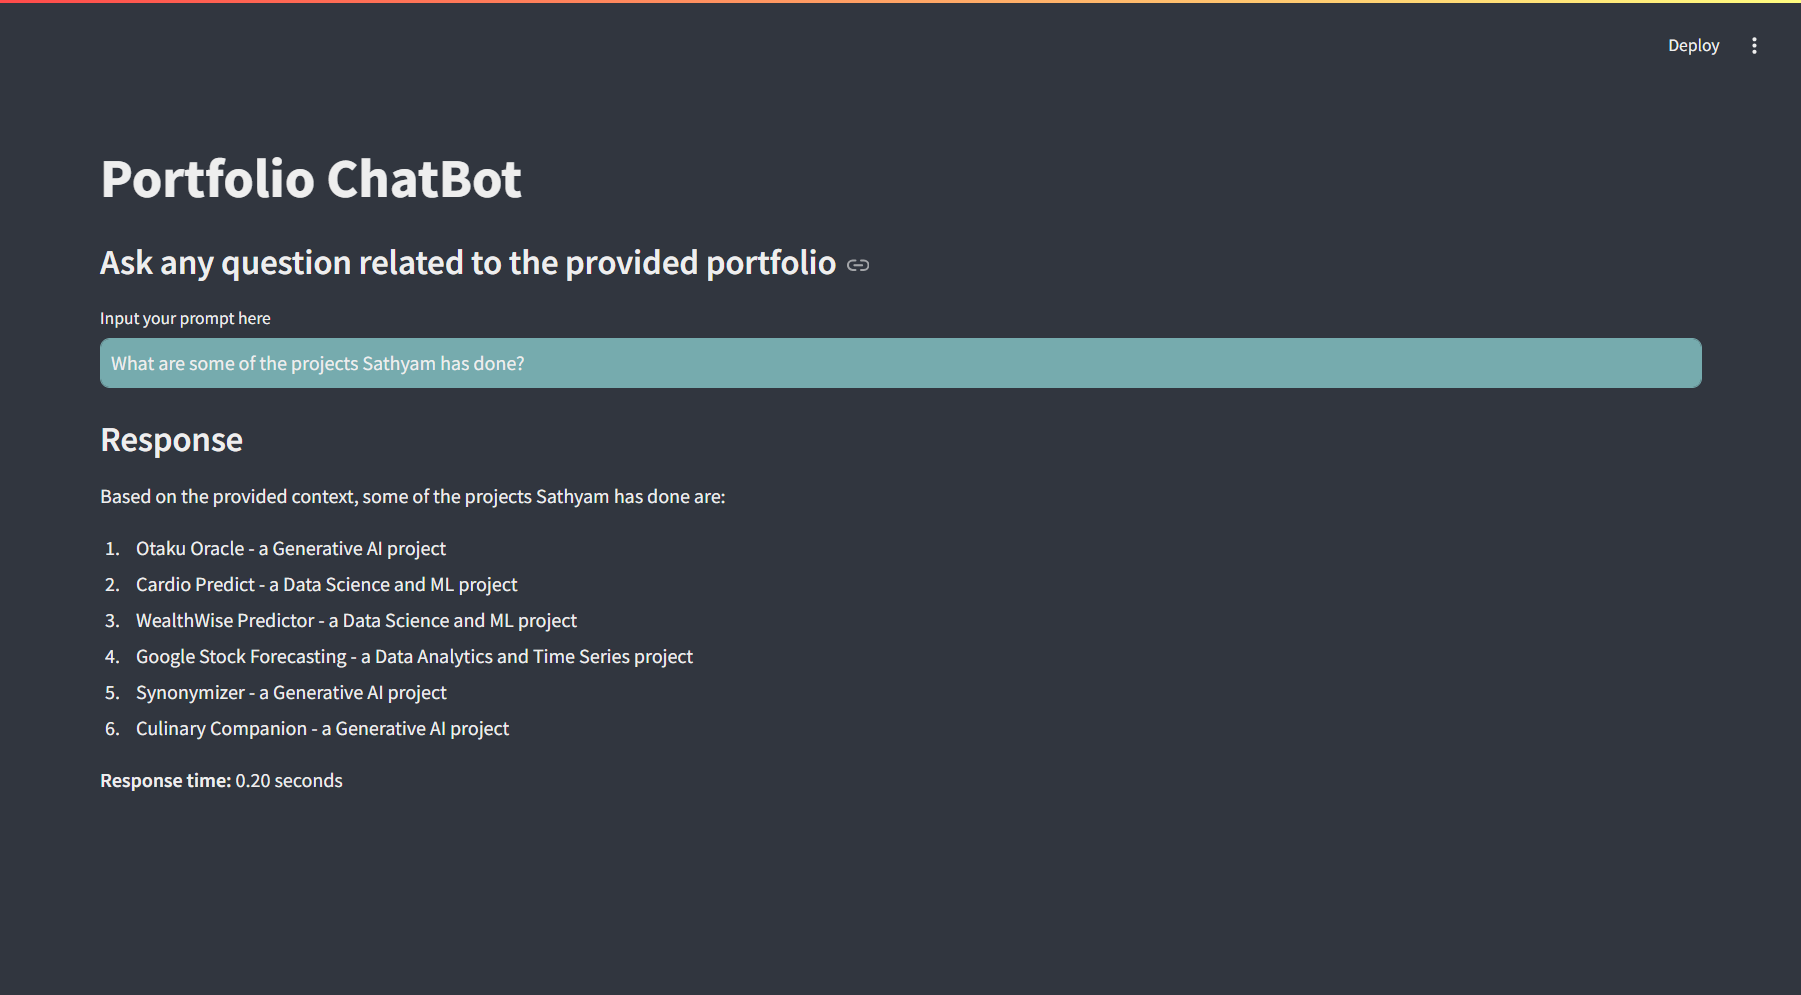 Deploy
Portfolio ChatBot
Ask any question related to the provided portfolio
Input your prompt here
What are some of the projects Sathyam has done?
Response
Based on the provided context, some of the projects Sathyam has done are:
1. Otaku Oracle - a Generative AI project
2. Cardio Predict - a Data Science and ML project
3. WealthWise Predictor - a Data Science and ML project
4. Google Stock Forecasting - a Data Analytics and Time Series project
5. Synonymizer - a Generative AI project
6. Culinary Companion - a Generative AI project
Response time: 0.20 seconds